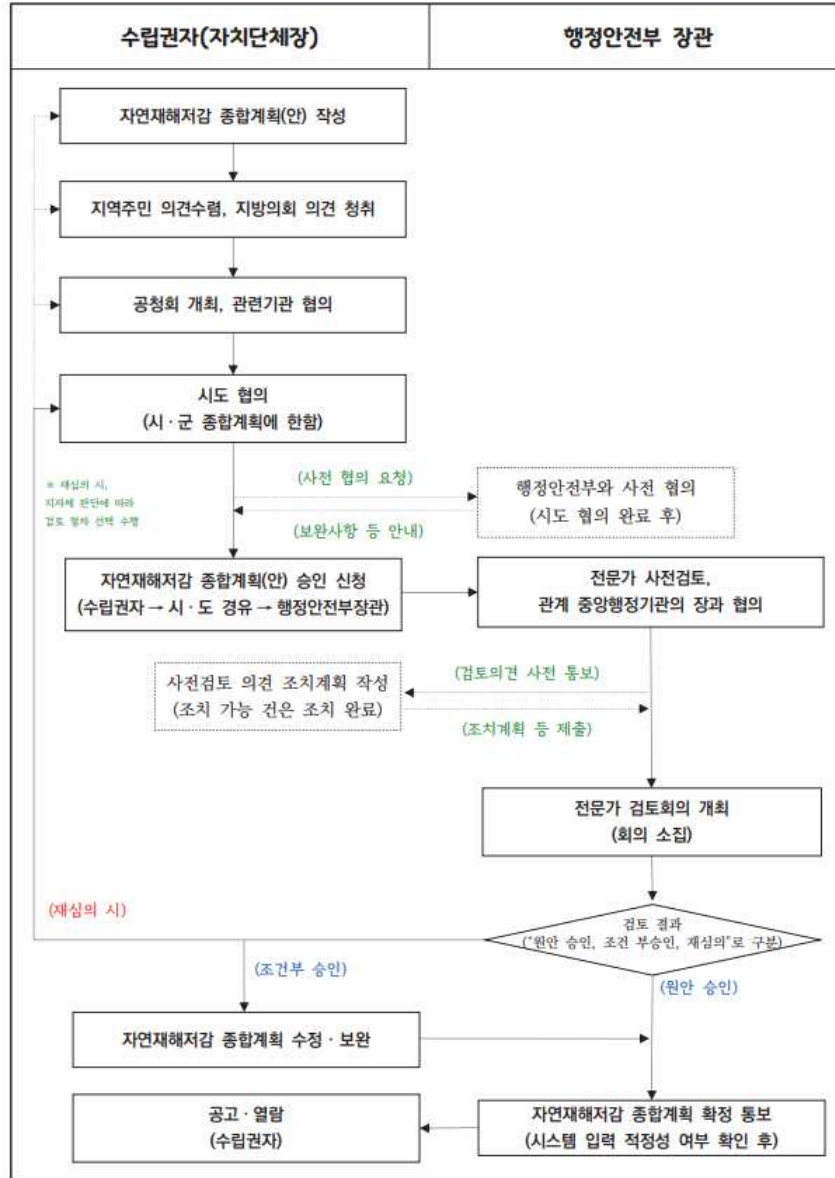 수립권자(자치단체장)
행정안전부 장관
자연재해저감 종합계획(안) 작성
지역주민 의견수렴, 지방의회 의견 청취
공청회 개최, 관련기관 협의
시도 협의
(시·군 종합계획에 한함)
※ 재심의 시,
지자체 판단에 따라
검토 절차 선택 수행
(사전 협의 요청)
(보완사항 등 안내)
행정안전부와 사전 협의
(시도 협의 완료 후)
자연재해저감 종합계획(안) 승인 신청
(수립권자 → 시·도 경유 → 행정안전부장관)
전문가 사전검토,
관계 중앙행정기관의 장과 협의
사전검토 의견 조치계획 작성
(조치 가능 건은 조치 완료)
(검토의견 사전 통보)
(조치계획 등 제출)
전문가 검토회의 개최
(회의 소집)
(재심의 시)
검토 결과
("원안 승인, 조건 부승인, 재심의"로 구분)
(조건부 승인)
(원안 승인)
자연재해저감 종합계획 수정·보완
공고·열람
(수립권자)
자연재해저감 종합계획 확정 통보
(시스템 입력 적정성 여부 확인 후)